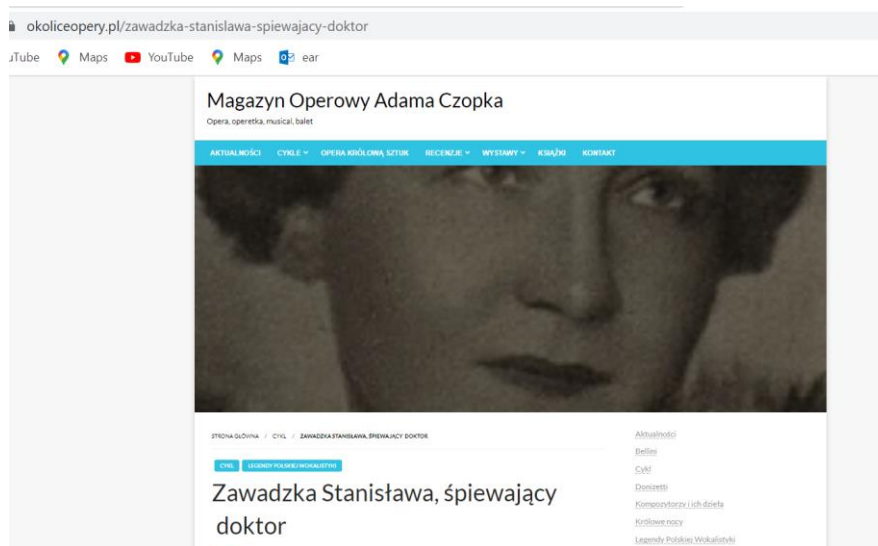 okoliceopery.pl/zawadzka-stanislawa-spiewajacy-doktor
uTube Maps YouTube Maps ear
Magazyn Operowy Adama Czopka
Opera, operetka, musical, balet
AKTUALNOŚCI CYKLE OPERA KRÓLOWĄ SZTUK RECENZJE WYSTAWY KSIĄŻKI KONTAKT
STRONA GŁÓWNA / CYKL / ZAWADZKA STANISŁAWA, ŚPIEWAJĄCY DOKTOR
CYKL LEGENDY POLSKIEJ WOKALISTYKI
Zawadzka Stanisława, śpiewający
doktor
Aktualności
Bellini
Cykl
Donizetti
Kompozytorzy i ich dzieła
Królowe nocy
Legendy Polskiej Wokalistyki